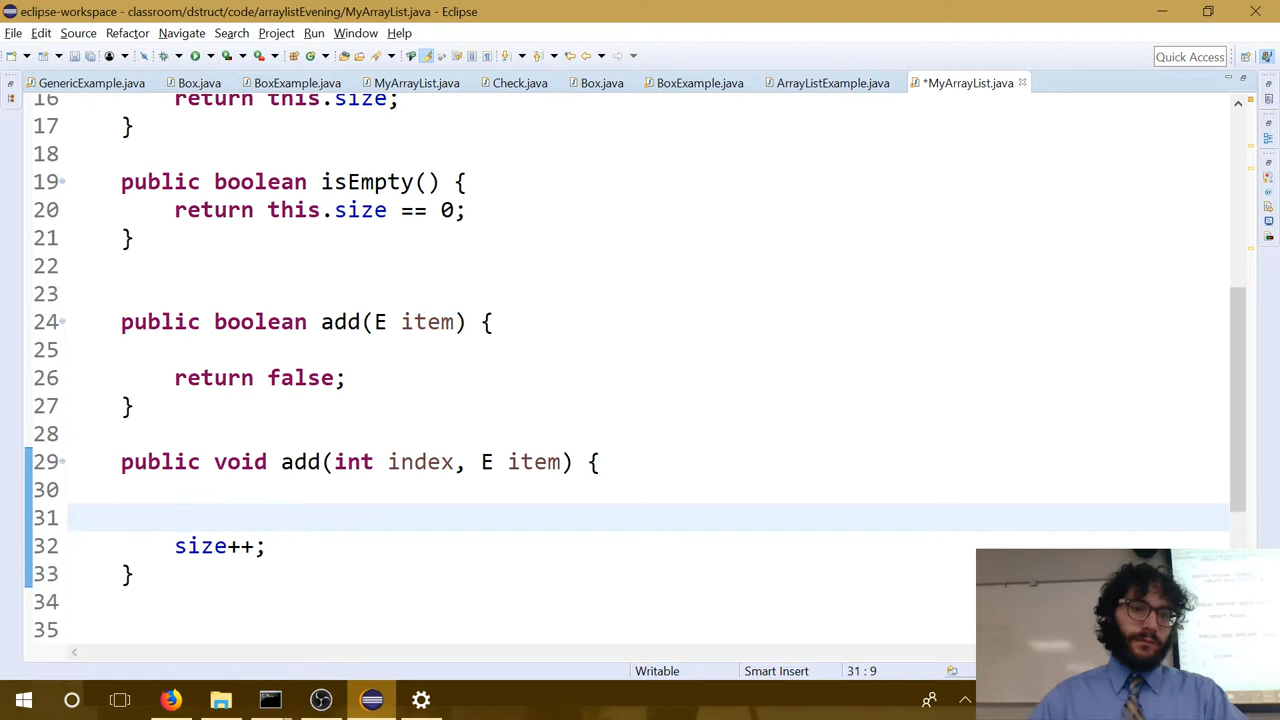 eclipse-workspace - classroom/dstruct/code/arraylistEvening/MyArrayList.java - Eclipse
File Edit Source Refactor Navigate Search Project Run Window Help
Quick Access
GenericExample.java Box.java BoxExample.java MyArrayList.java Check.java Box.java BoxExample.java ArrayListExample.java *MyArrayList.java
16 return this.size;
17 }
18
19 public boolean isEmpty() {
20 return this.size == 0;
21 }
22
23
24 public boolean add(E item) {
25
26 return false;
27 }
28
29 public void add(int index, E item) {
30
31
32 size++;
33 }
34
35
Writable Smart Insert 31 : 9